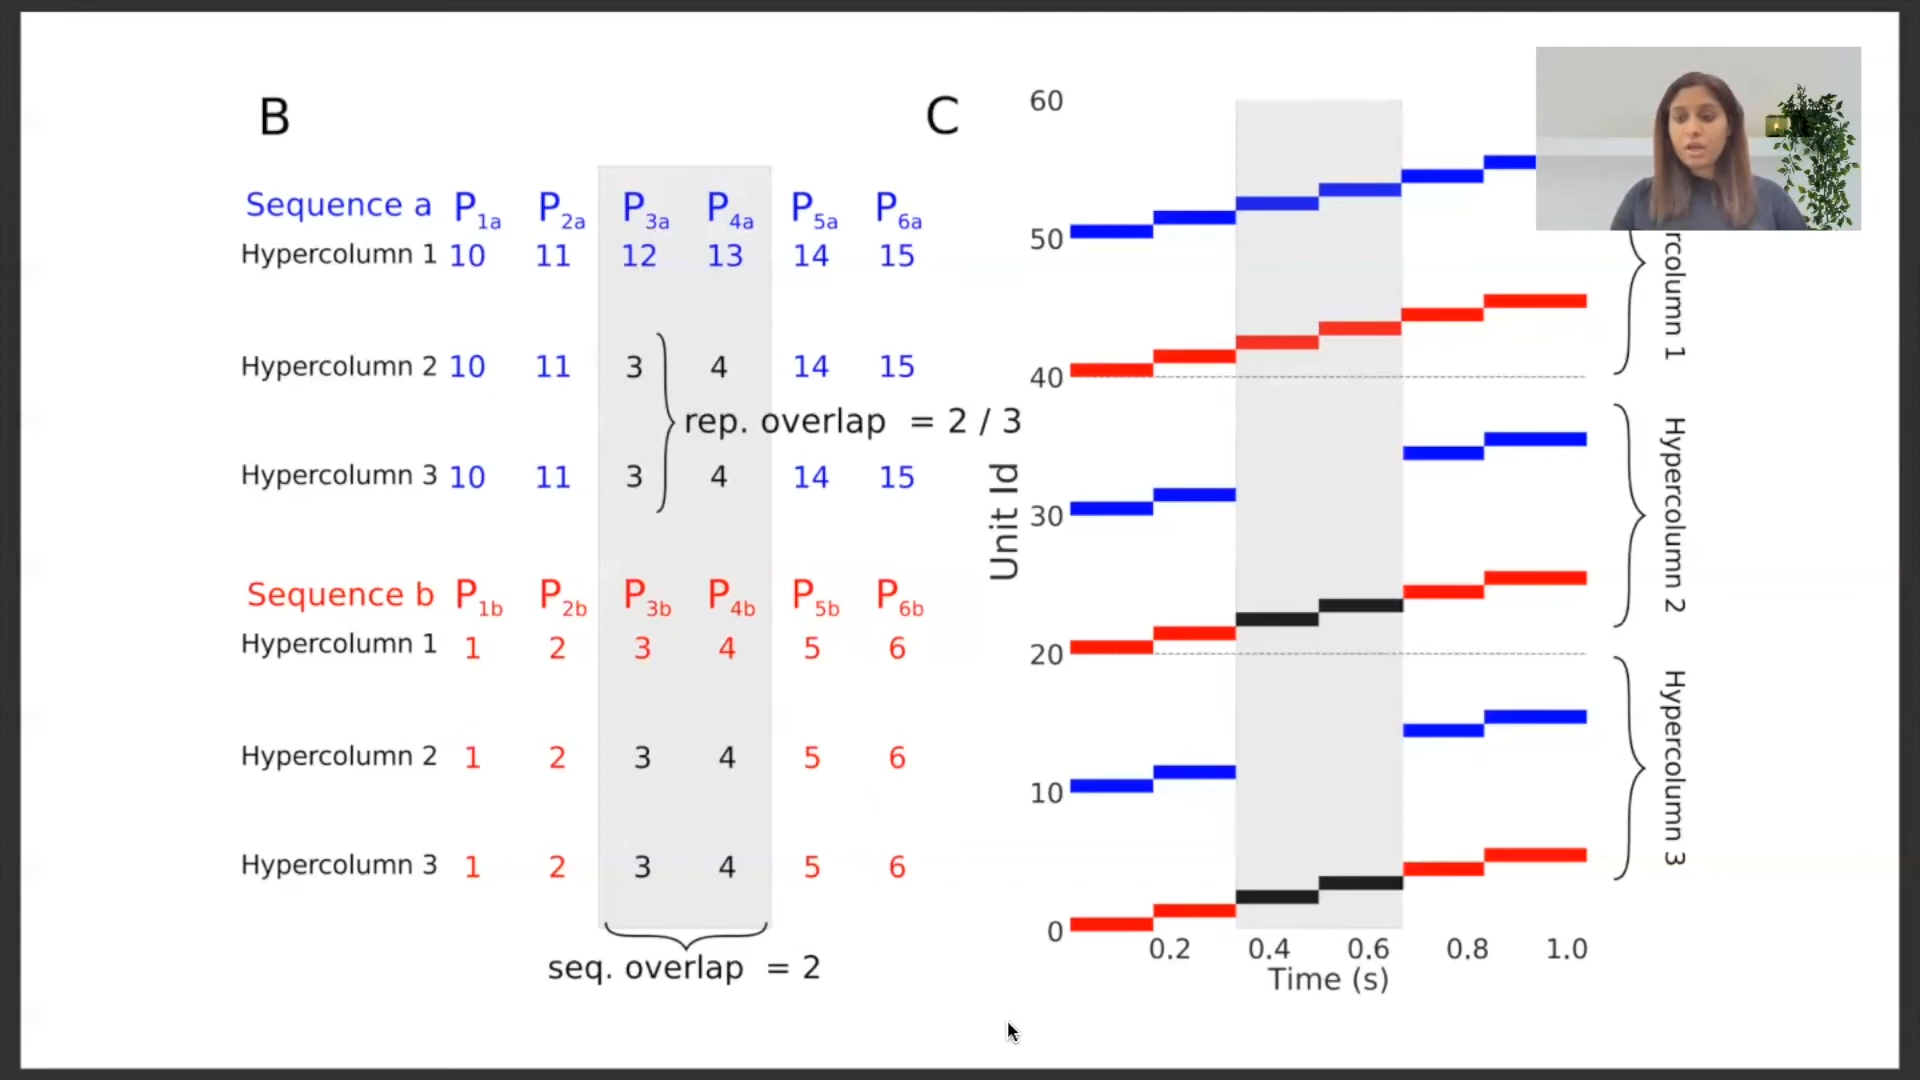 B
Sequence a P1a P2a P3a P4a P5a P6a
Hypercolumn 1 10 11 12 13 14 15
Hypercolumn 2 10 11 3 4 14 15
rep. overlap = 2 / 3
Hypercolumn 3 10 11 3 4 14 15
Sequence b P1b P2b P3b P4b P5b P6b
Hypercolumn 1 1 2 3 4 5 6
Hypercolumn 2 1 2 3 4 5 6
Hypercolumn 3 1 2 3 4 5 6
seq. overlap = 2
C
60
50
40
30
20
10
0
Unit Id
0.2 0.4 0.6 0.8 1.0
Time (s)
rcolumn 1
Hypercolumn 2
Hypercolumn 3